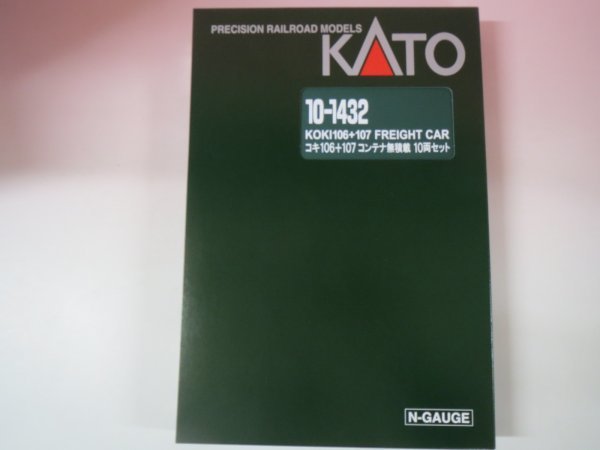 PRECISION RAILROAD MODELS
KATO
10-1432
KOKI106+107 FREIGHT CAR
コキ106+107 コンテナ無積載 10両セット
N-GAUGE